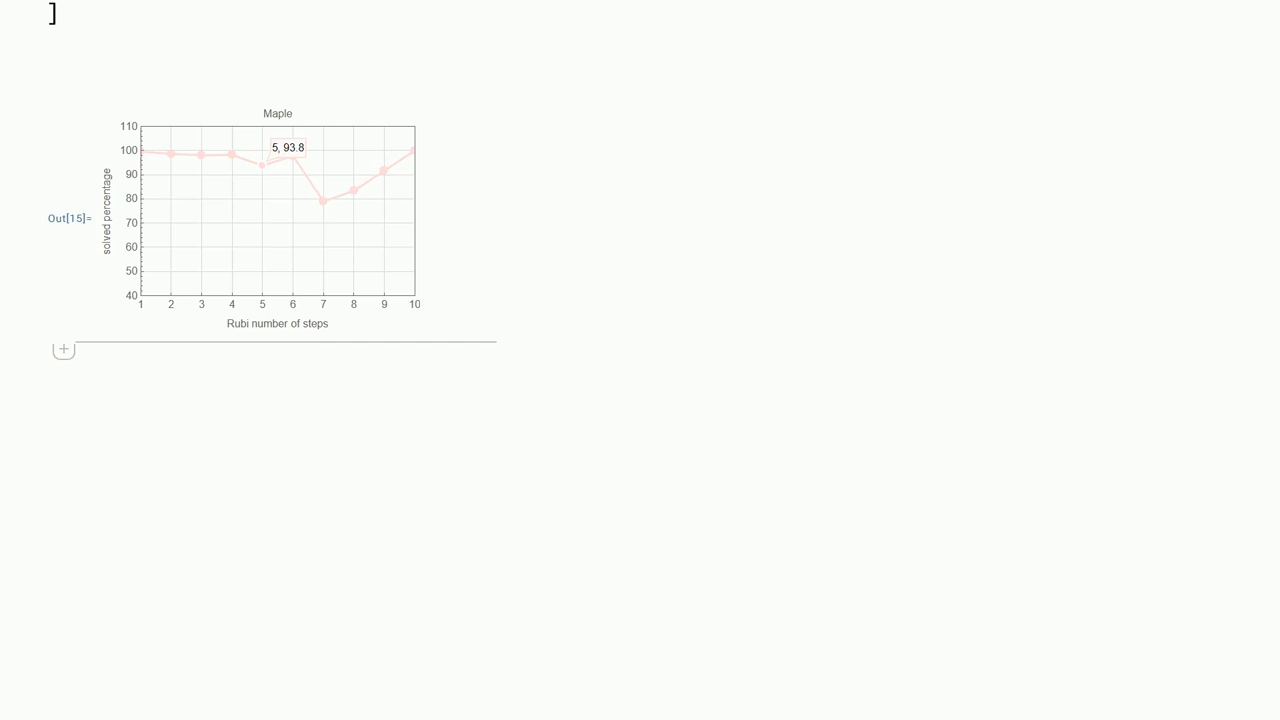 ]
Maple
110
100
90
80
70
60
50
40
5, 93.8
solved percentage
Out[15]=
1 2 3 4 5 6 7 8 9 10
Rubi number of steps
+